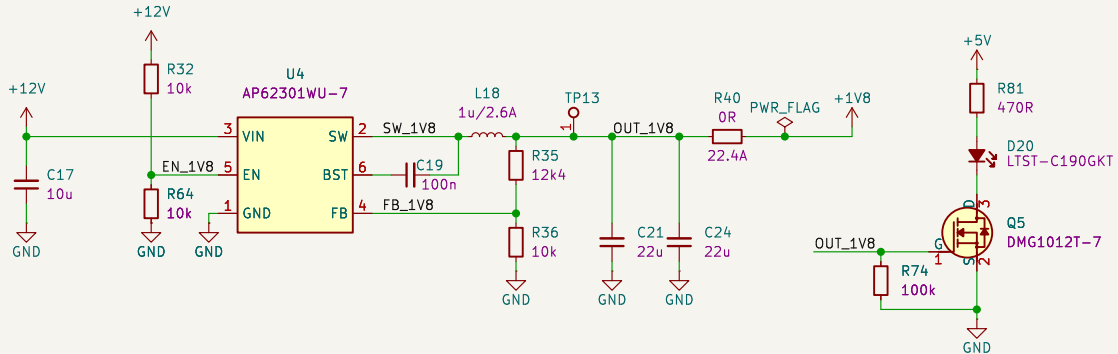 +12V
+12V
+5V
R32
10k
U4
AP62301WU-7
L18
1u/2.6A
TP13
1
R40
0R
22.4A
PWR_FLAG
+1V8
R81
470R
3
VIN
SW
2
SW_1V8
OUT_1V8
C17
10u
EN_1V8
5
EN
BST
6
C19
100n
R35
12k4
D20
LTST-C190GKT
R64
10k
1
GND
FB
4
FB_1V8
R36
10k
C21
22u
C24
22u
OUT_1V8
G
1
D
3
S
2
Q5
DMG1012T-7
R74
100k
GND
GND
GND
GND
GND
GND
GND